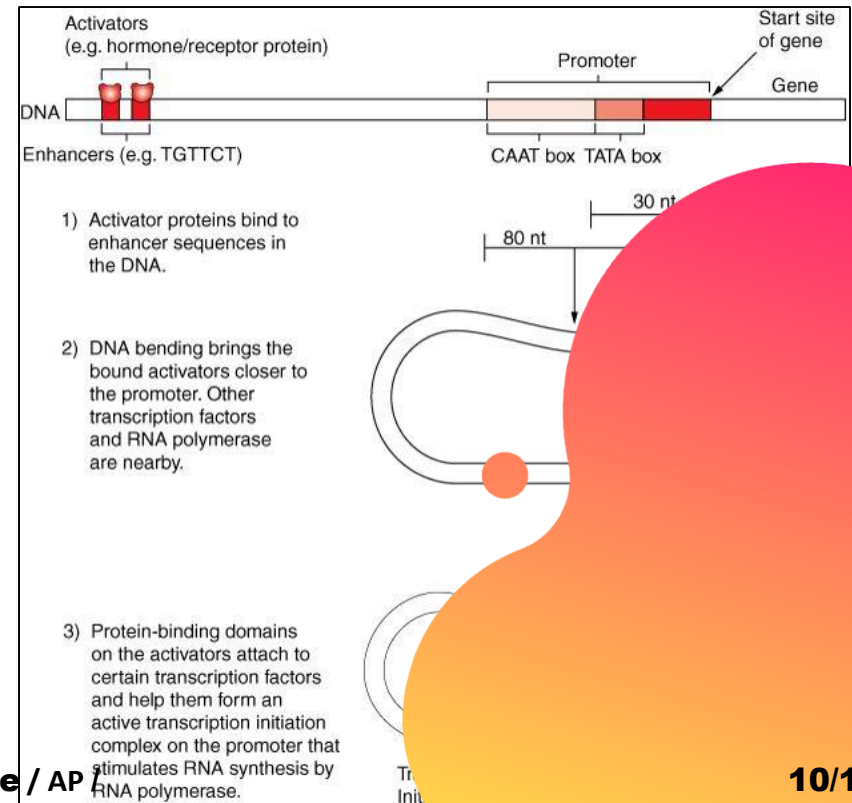 Activators
(e.g. hormone/receptor protein)
Start site
of gene
Promoter
Gene
DNA
Enhancers (e.g. TGTTCT)
CAAT box TATA box
30 nt
80 nt
1) Activator proteins bind to
enhancer sequences in
the DNA.
2) DNA bending brings the
bound activators closer to
the promoter. Other
transcription factors
and RNA polymerase
are nearby.
3) Protein-binding domains
on the activators attach to
certain transcription factors
and help them form an
active transcription initiation
complex on the promoter that
stimulates RNA synthesis by
RNA polymerase.
e / AP /
10/1